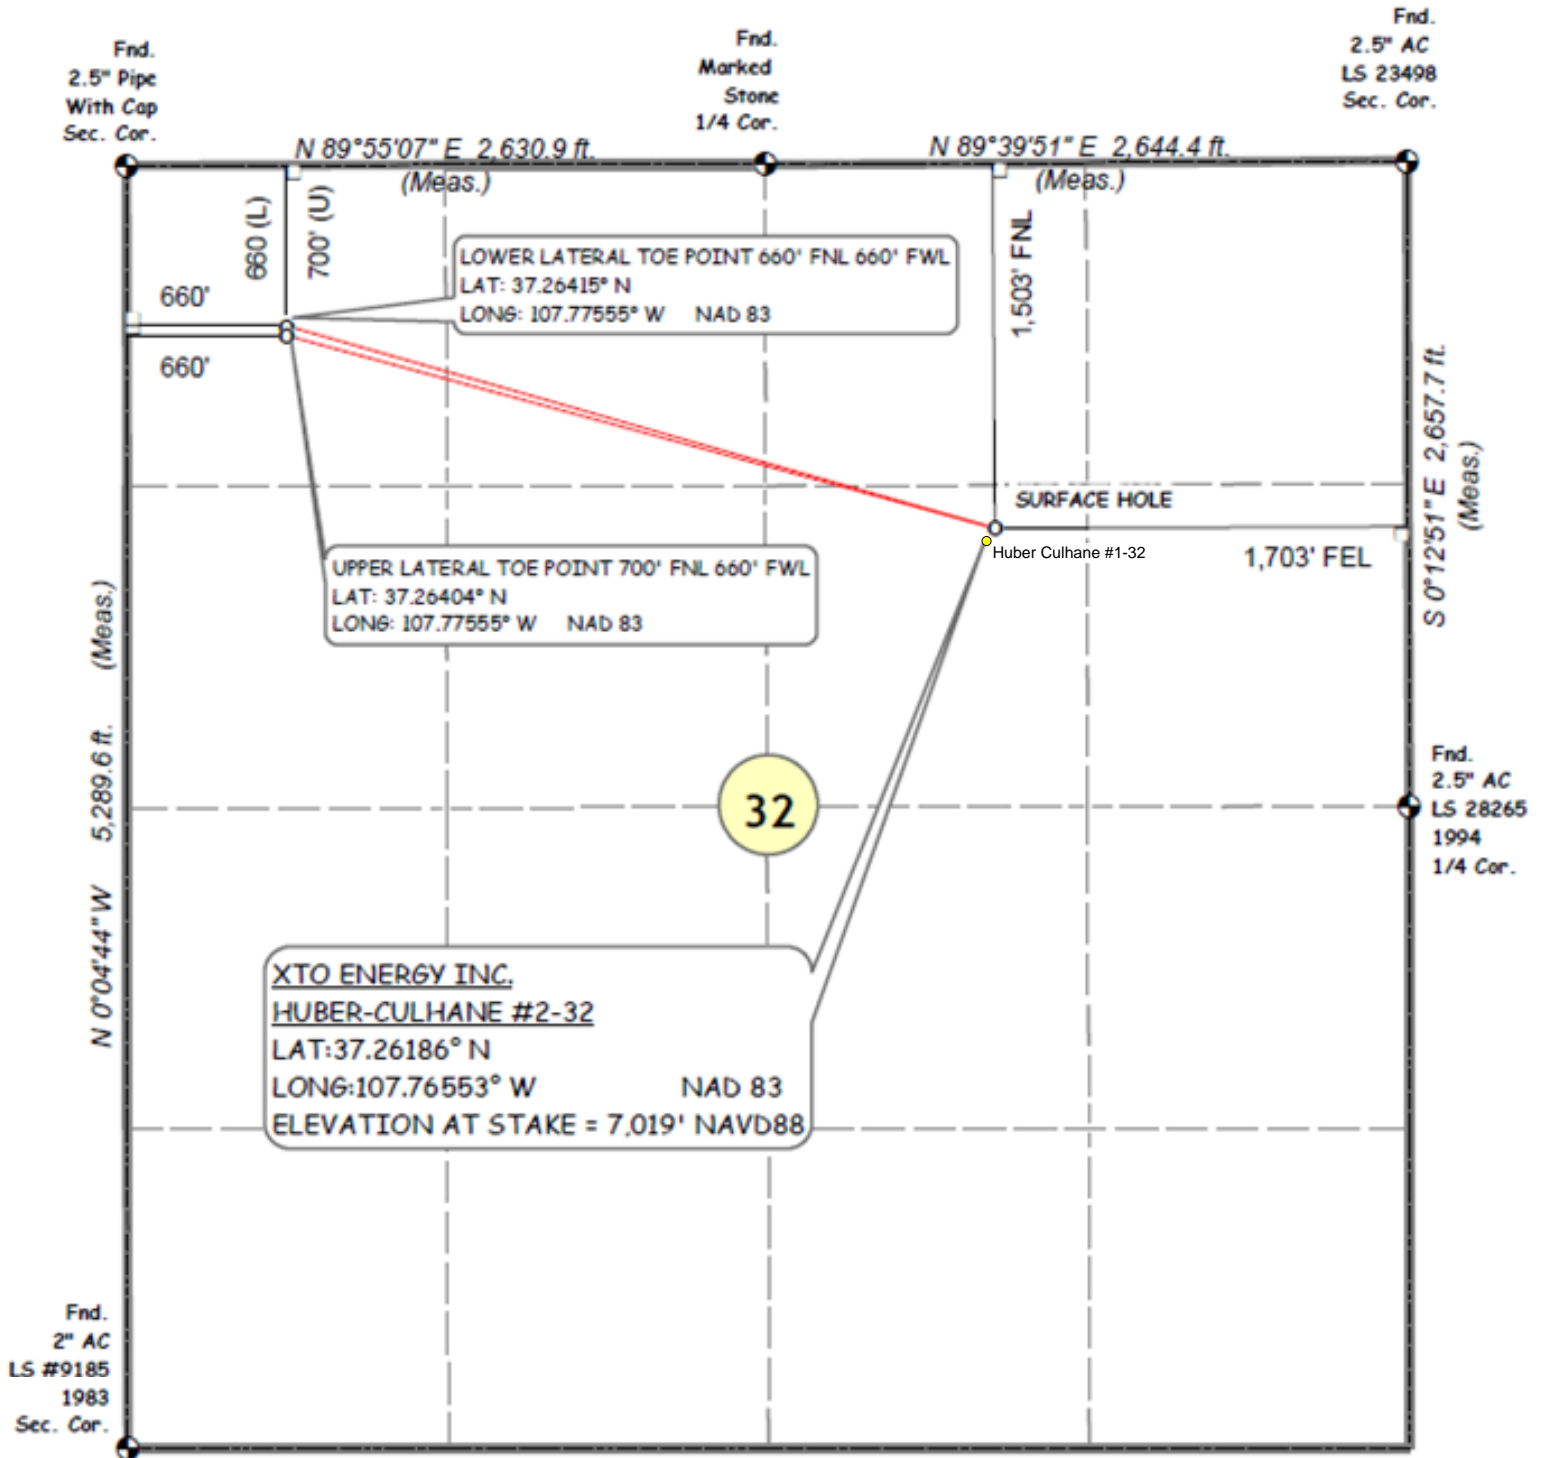 Fnd.
2.5" Pipe
With Cap
Sec. Cor.
Fnd.
Marked
Stone
1/4 Cor.
Fnd.
2.5" AC
LS 23498
Sec. Cor.
N 89°55'07" E 2,630.9 ft.
(Meas.)
N 89°39'51" E 2,644.4 ft.
(Meas.)
660 (L)
700' (U)
660'
660'
LOWER LATERAL TOE POINT 660' FNL 660' FWL
LAT: 37.26415° N
LONG: 107.77555° W NAD 83
1,503' FNL
S 0°12'51" E 2,657.7 ft.
(Meas.)
SURFACE HOLE
Huber Culhane #1-32
1,703' FEL
UPPER LATERAL TOE POINT 700' FNL 660' FWL
LAT: 37.26404° N
LONG: 107.77555° W NAD 83
N 0°04'44" W 5,289.6 ft. (Meas.)
32
Fnd.
2.5" AC
LS 28265
1994
1/4 Cor.
XTO ENERGY INC.
HUBER-CULHANE #2-32
LAT:37.26186° N
LONG:107.76553° W NAD 83
ELEVATION AT STAKE = 7,019' NAVD88
Fnd.
2" AC
LS #9185
1983
Sec. Cor.